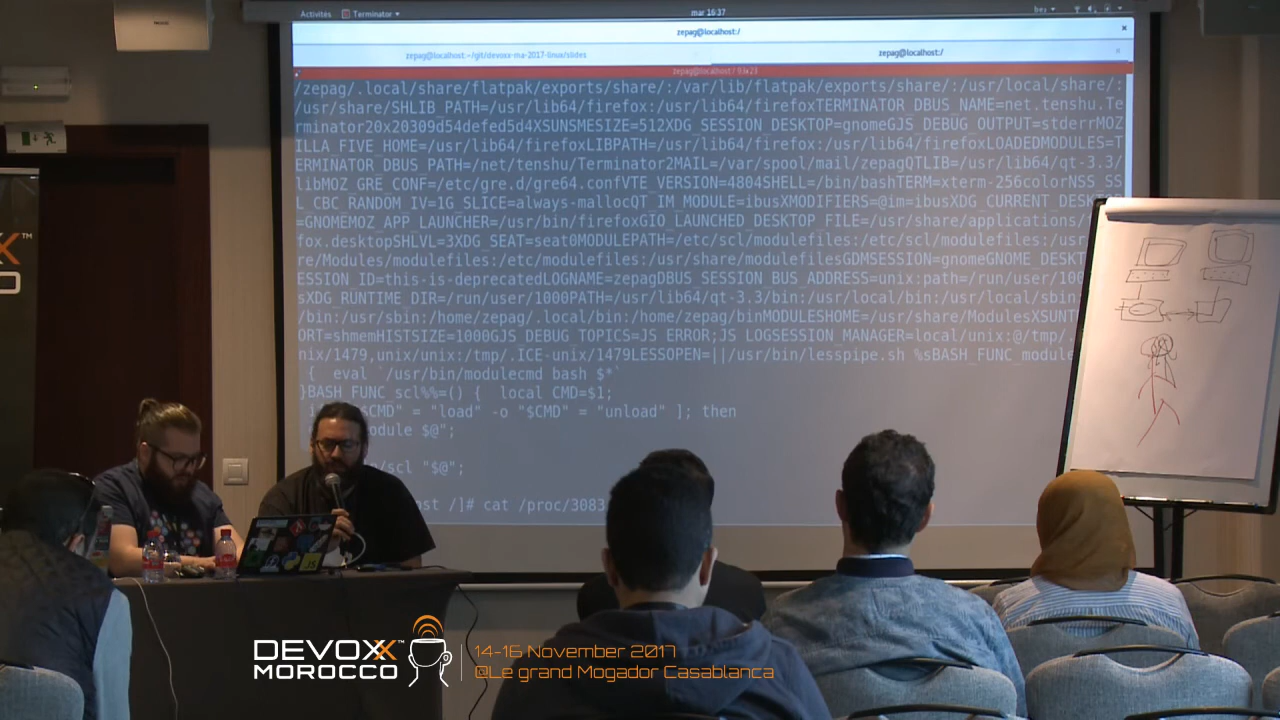 Activités Terminator mar 16:37 be₁
zepag@localhost:/
zepag@localhost:~/git/devoxx-ma-2017-linux/slides zepag@localhost:/
zepag@localhost:/ 93x23
/zepag/.local/share/flatpak/exports/share/:/var/lib/flatpak/exports/share/:/usr/local/share/:
/usr/share/SHLIB_PATH=/usr/lib64/firefox:/usr/lib64/firefoxTERMINATOR_DBUS_NAME=net.tenshu.Te
rminator20x20309d54defed5d4XSUNSMESIZE=512XDG_SESSION_DESKTOP=gnomeGJS_DEBUG_OUTPUT=stderrMOZ
ILLA_FIVE_HOME=/usr/lib64/firefoxLIBPATH=/usr/lib64/firefox:/usr/lib64/firefoxLOADEDMODULES=T
ERMINATOR_DBUS_PATH=/net/tenshu/Terminator2MAIL=/var/spool/mail/zepagQTLIB=/usr/lib64/qt-3.3/
libMOZ_GRE_CONF=/etc/gre.d/gre64.confVTE_VERSION=4804SHELL=/bin/bashTERM=xterm-256colorNSS_SS
L_CBC_RANDOM_IV=1G_SLICE=always-mallocQT_IM_MODULE=ibusXMODIFIERS=@im=ibusXDG_CURRENT_DESK
=GNOMEMOZ_APP_LAUNCHER=/usr/bin/firefoxGIO_LAUNCHED_DESKTOP_FILE=/usr/share/applications/
fox.desktopSHLVL=3XDG_SEAT=seat0MODULEPATH=/etc/scl/modulefiles:/etc/scl/modulefiles:/usr
re/Modules/modulefiles:/etc/modulefiles:/usr/share/modulefilesGDMSESSION=gnomeGNOME_DESKT
ESSION_ID=this-is-deprecatedLOGNAME=zepagDBUS_SESSION_BUS_ADDRESS=unix:path=/run/user/100
sXDG_RUNTIME_DIR=/run/user/1000PATH=/usr/lib64/qt-3.3/bin:/usr/local/bin:/usr/local/sbin
/bin:/usr/sbin:/home/zepag/.local/bin:/home/zepag/binMODULESHOME=/usr/share/ModulesXSUNT
ORT=shmemHISTSIZE=1000GJS_DEBUG_TOPICS=JS ERROR;JS LOGSESSION_MANAGER=local/unix:@/tmp/.
nix/1479,unix/unix:/tmp/.ICE-unix/1479LESSOPEN=||/usr/bin/lesspipe.sh %sBASH_FUNC_module
{ eval `/usr/bin/modulecmd bash $*`
}BASH_FUNC_scl%%=() { local CMD=$1;
"$CMD" = "load" -o "$CMD" = "unload" ]; then
module $@";
/scl "$@";
ost /]# cat /proc/3083
DEVOXX™
MOROCCO
14-16 November 2017
@Le grand Mogador Casablanca